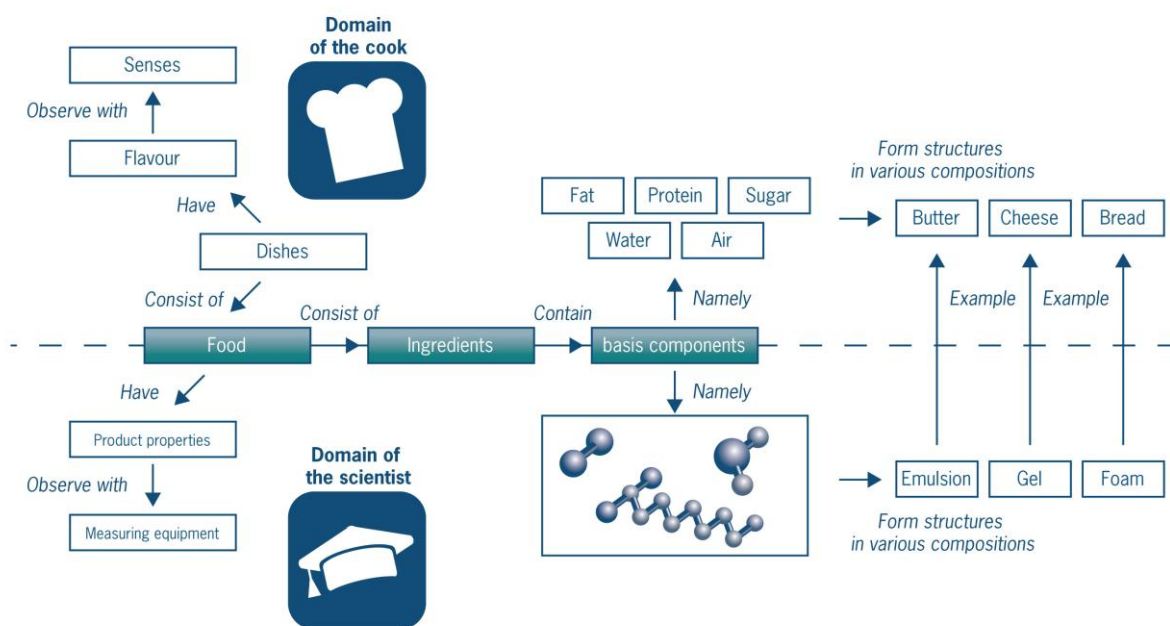 Domain
of the cook
Senses
Observe with
Flavour
Have
Dishes
Consist of
Food
Consist of
Ingredients
Contain
basis components
Namely
Fat
Protein
Sugar
Water
Air
Form structures
in various compositions
Butter
Cheese
Bread
Example
Example
Have
Product properties
Observe with
Measuring equipment
Domain of
the scientist
Namely
Emulsion
Gel
Foam
Form structures
in various compositions